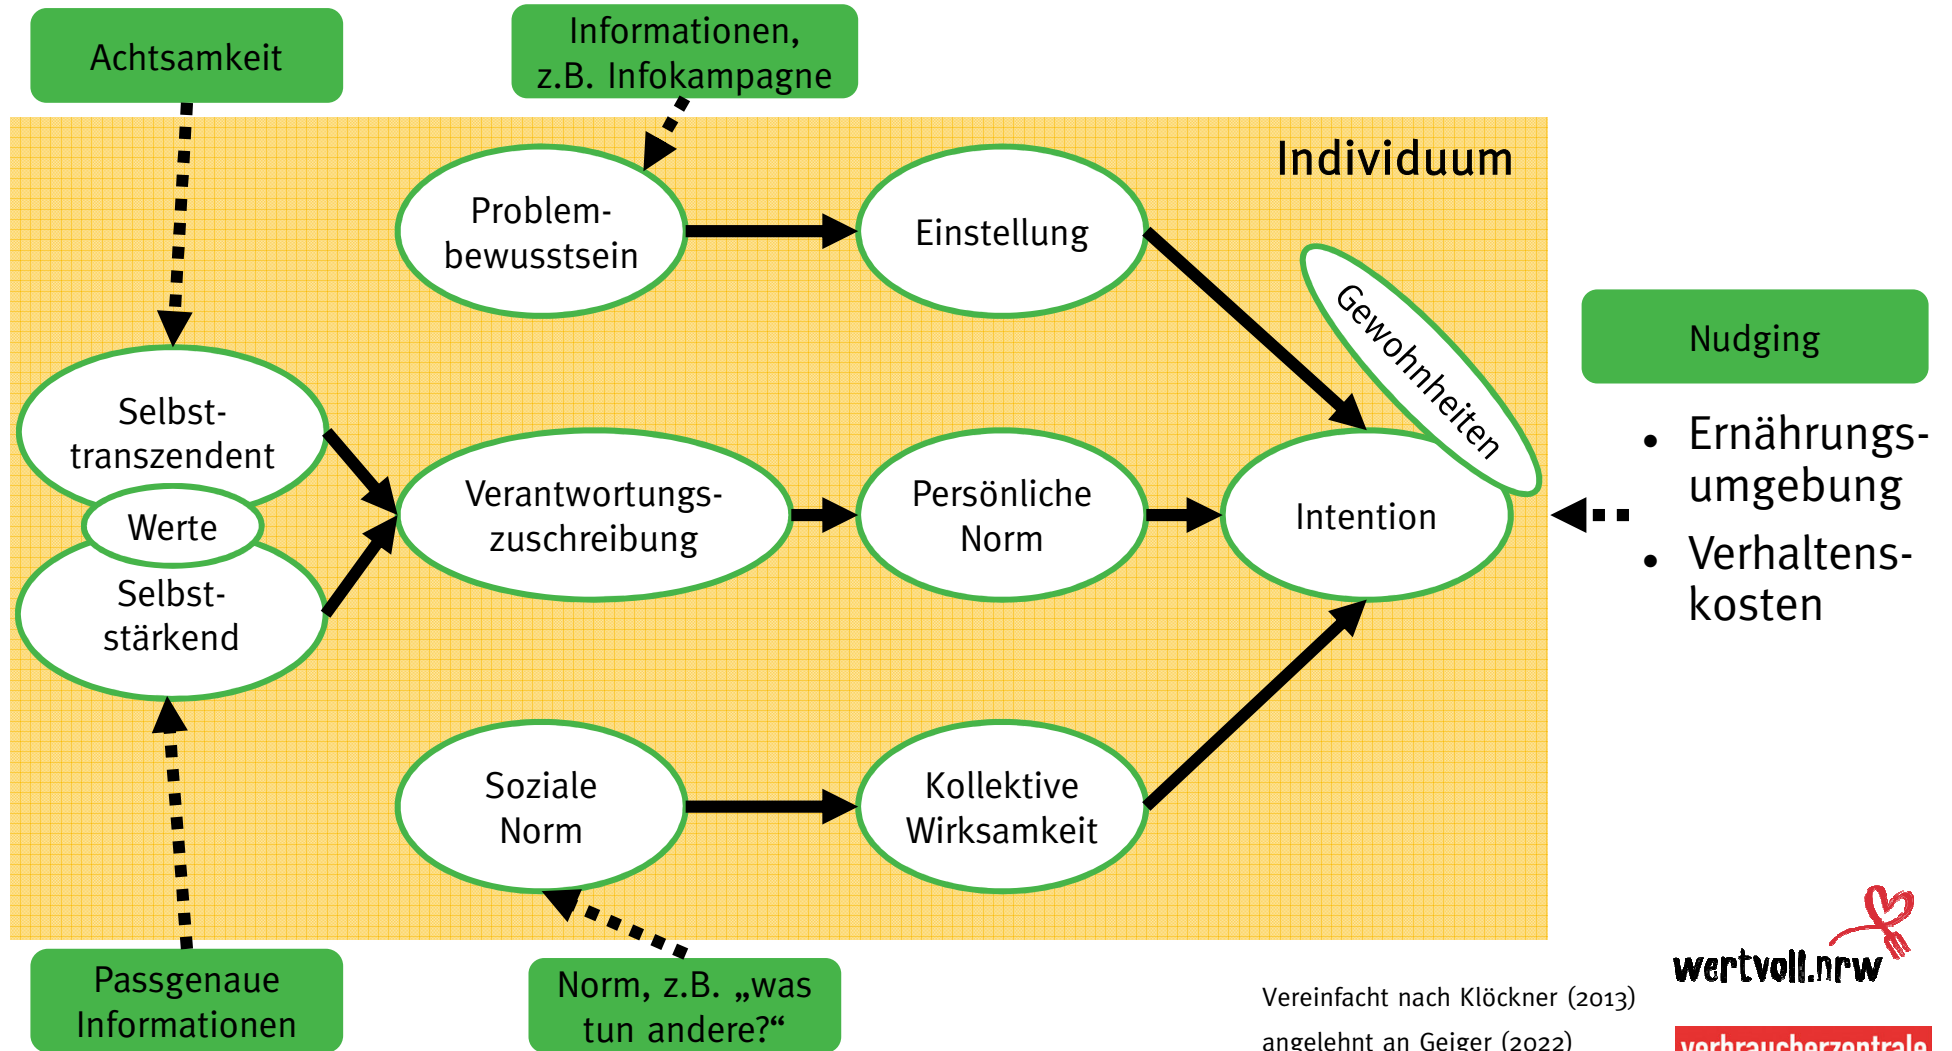 Achtsamkeit
Informationen,
z.B. Infokampagne
Individuum
Problem-
bewusstsein
Einstellung
Gewohnheiten
Nudging
Selbst-
transzendent
Werte
Selbst-
stärkend
Verantwortungs-
zuschreibung
Persönliche
Norm
Intention
• Ernährungs-
umgebung
• Verhaltens-
kosten
Soziale
Norm
Kollektive
Wirksamkeit
Passgenaue
Informationen
Norm, z.B. „was
tun andere?“
Vereinfacht nach Klöckner (2013)
angelehnt an Geiger (2022)
wertvoll.nrw
verbraucherzentrale